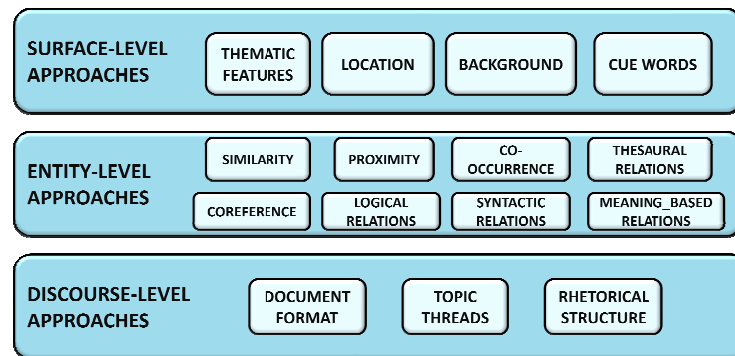 SURFACE-LEVEL
APPROACHES
THEMATIC
FEATURES
LOCATION
BACKGROUND
CUE WORDS
ENTITY-LEVEL
APPROACHES
SIMILARITY
PROXIMITY
CO-
OCCURRENCE
THESAURAL
RELATIONS
COREFERENCE
LOGICAL
RELATIONS
SYNTACTIC
RELATIONS
MEANING_BASED
RELATIONS
DISCOURSE-LEVEL
APPROACHES
DOCUMENT
FORMAT
TOPIC
THREADS
RHETORICAL
STRUCTURE